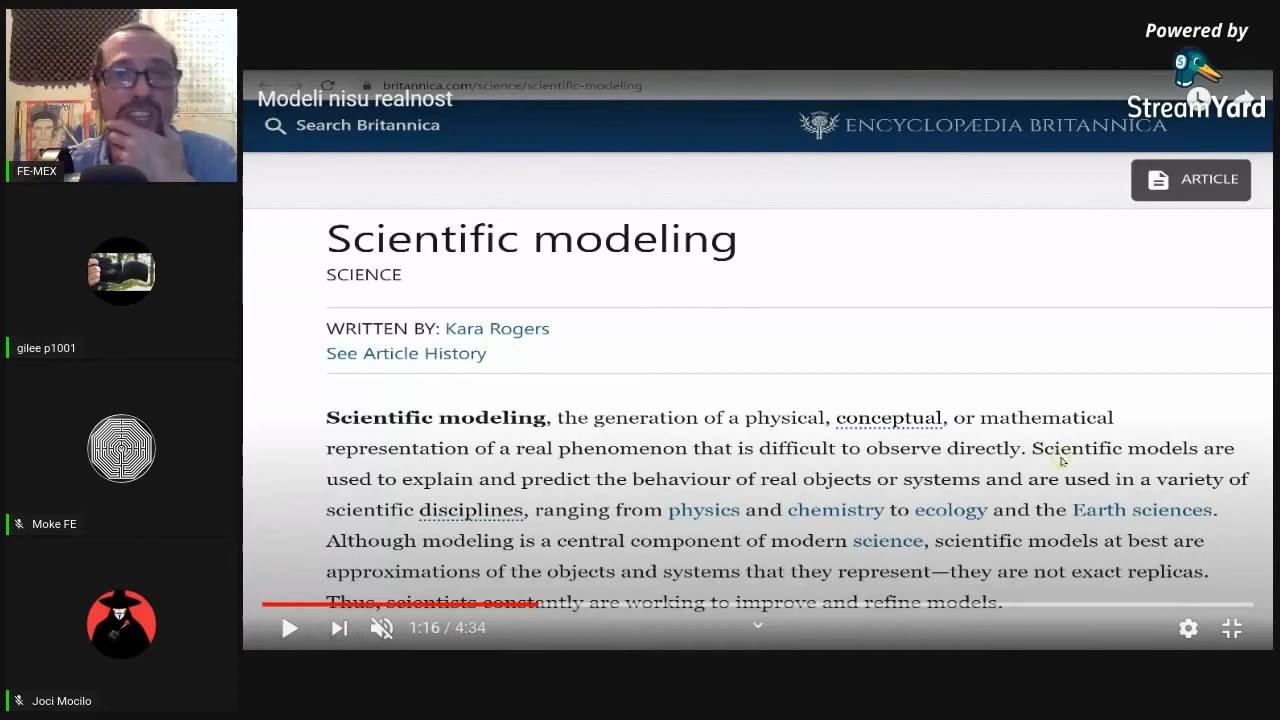 Powered by
StreamYard
britannica.com/science/scientific-modeling
Modeli nisu realnost
Search Britannica
ENCYCLOPÆDIA BRITANNICA
ARTICLE
FE-MEX
Scientific modeling
SCIENCE
WRITTEN BY: Kara Rogers
See Article History
gilee p1001
Scientific modeling, the generation of a physical, conceptual, or mathematical
representation of a real phenomenon that is difficult to observe directly. Scientific models are
used to explain and predict the behaviour of real objects or systems and are used in a variety of
scientific disciplines, ranging from physics and chemistry to ecology and the Earth sciences.
Although modeling is a central component of modern science, scientific models at best are
approximations of the objects and systems that they represent—they are not exact replicas.
Thus, scientists constantly are working to improve and refine models.
Moke FE
1:16 / 4:34
Joci Mocilo